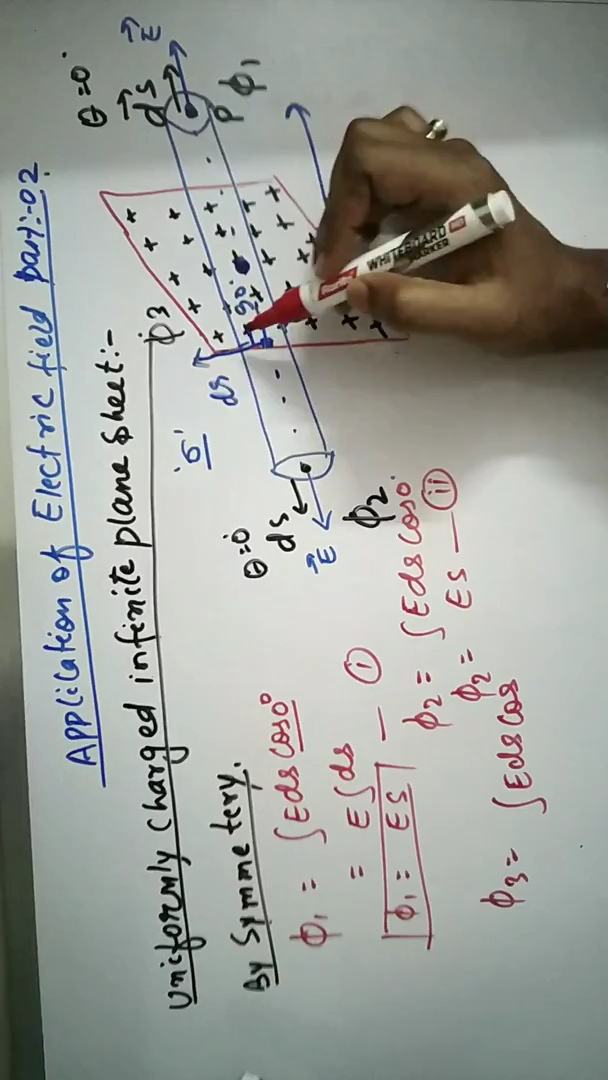 Application of Electric field part:-02
Uniformly Charged infinite plane sheet:-
By Symmetery.
ϕ₁ = ∫Eds cos0°
= E∫ds
ϕ₁ = ES — (i)
ϕ₂ = ∫Eds cos0°
ϕ₂ = ES — (ii)
ϕ₃ = ∫Eds cos
'σ'
θ=0°
ds
E
ϕ₂
ds
ϕ₃
90°
θ=0°
ds
E
P
ϕ₁
WHITEBOARD
MARKER